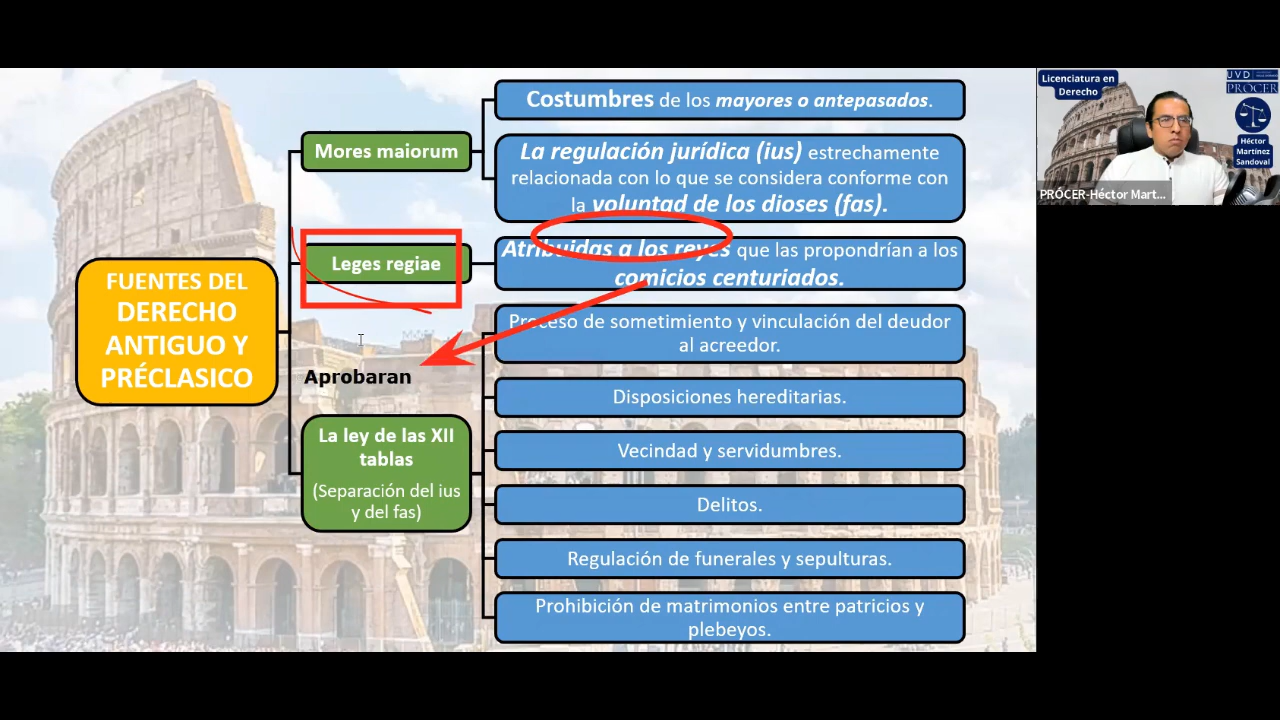 Costumbres de los mayores o antepasados.
Mores maiorum
La regulación jurídica (ius) estrechamente
relacionada con lo que se considera conforme con
la voluntad de los dioses (fas).
Leges regiae
Atribuidas a los reyes que las propondrían a los
comicios centuriados.
FUENTES DEL
DERECHO
ANTIGUO Y
PRÉCLASICO
Aprobaran
La ley de las XII
tablas
(Separación del ius
y del fas)
Proceso de sometimiento y vinculación del deudor
al acreedor.
Disposiciones hereditarias.
Vecindad y servidumbres.
Delitos.
Regulación de funerales y sepulturas.
Prohibición de matrimonios entre patricios y
plebeyos.
Licenciatura en
Derecho
UVD
PRÓCER
Héctor
Martínez
Sandoval
PRÓCER-Héctor Mart...